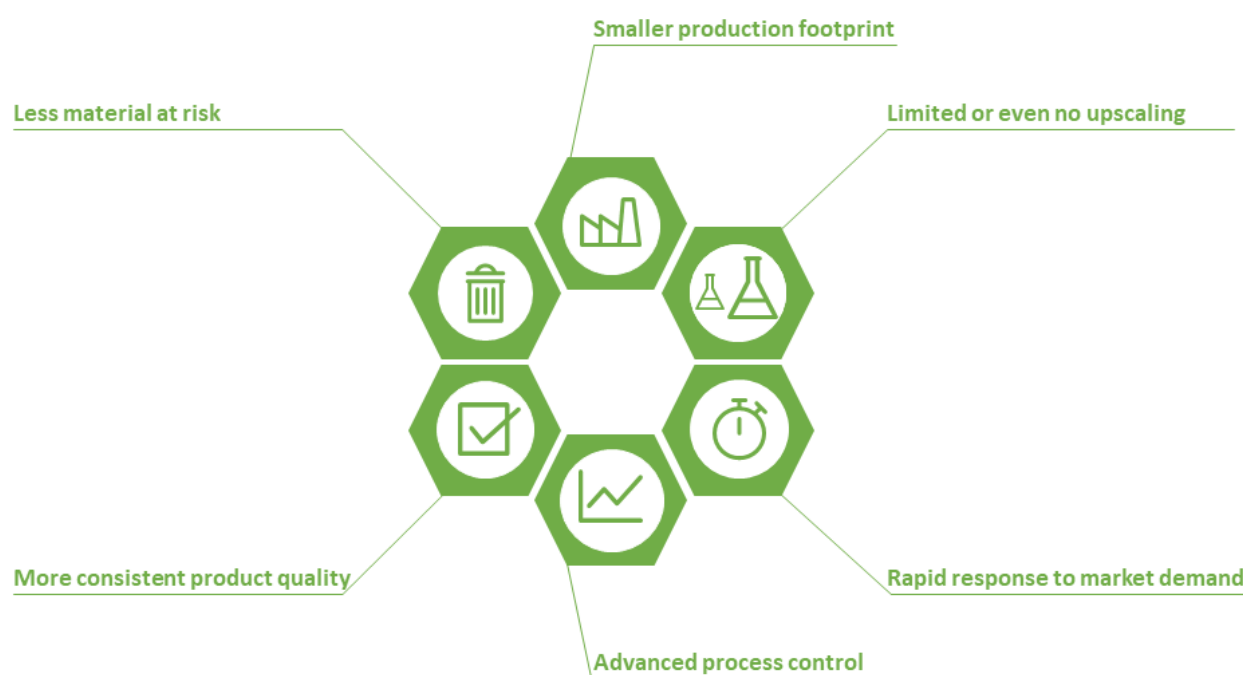 Smaller production footprint
Less material at risk
Limited or even no upscaling
More consistent product quality
Rapid response to market demand
Advanced process control